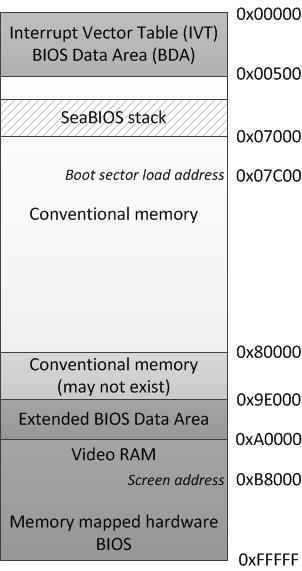 0x00000
Interrupt Vector Table (IVT)
BIOS Data Area (BDA)
0x00500
SeaBIOS stack
0x07000
Boot sector load address 0x07C00
Conventional memory
0x80000
Conventional memory
(may not exist)
0x9E000
Extended BIOS Data Area
0xA0000
Video RAM
Screen address 0xB8000
Memory mapped hardware
BIOS
0xFFFFF